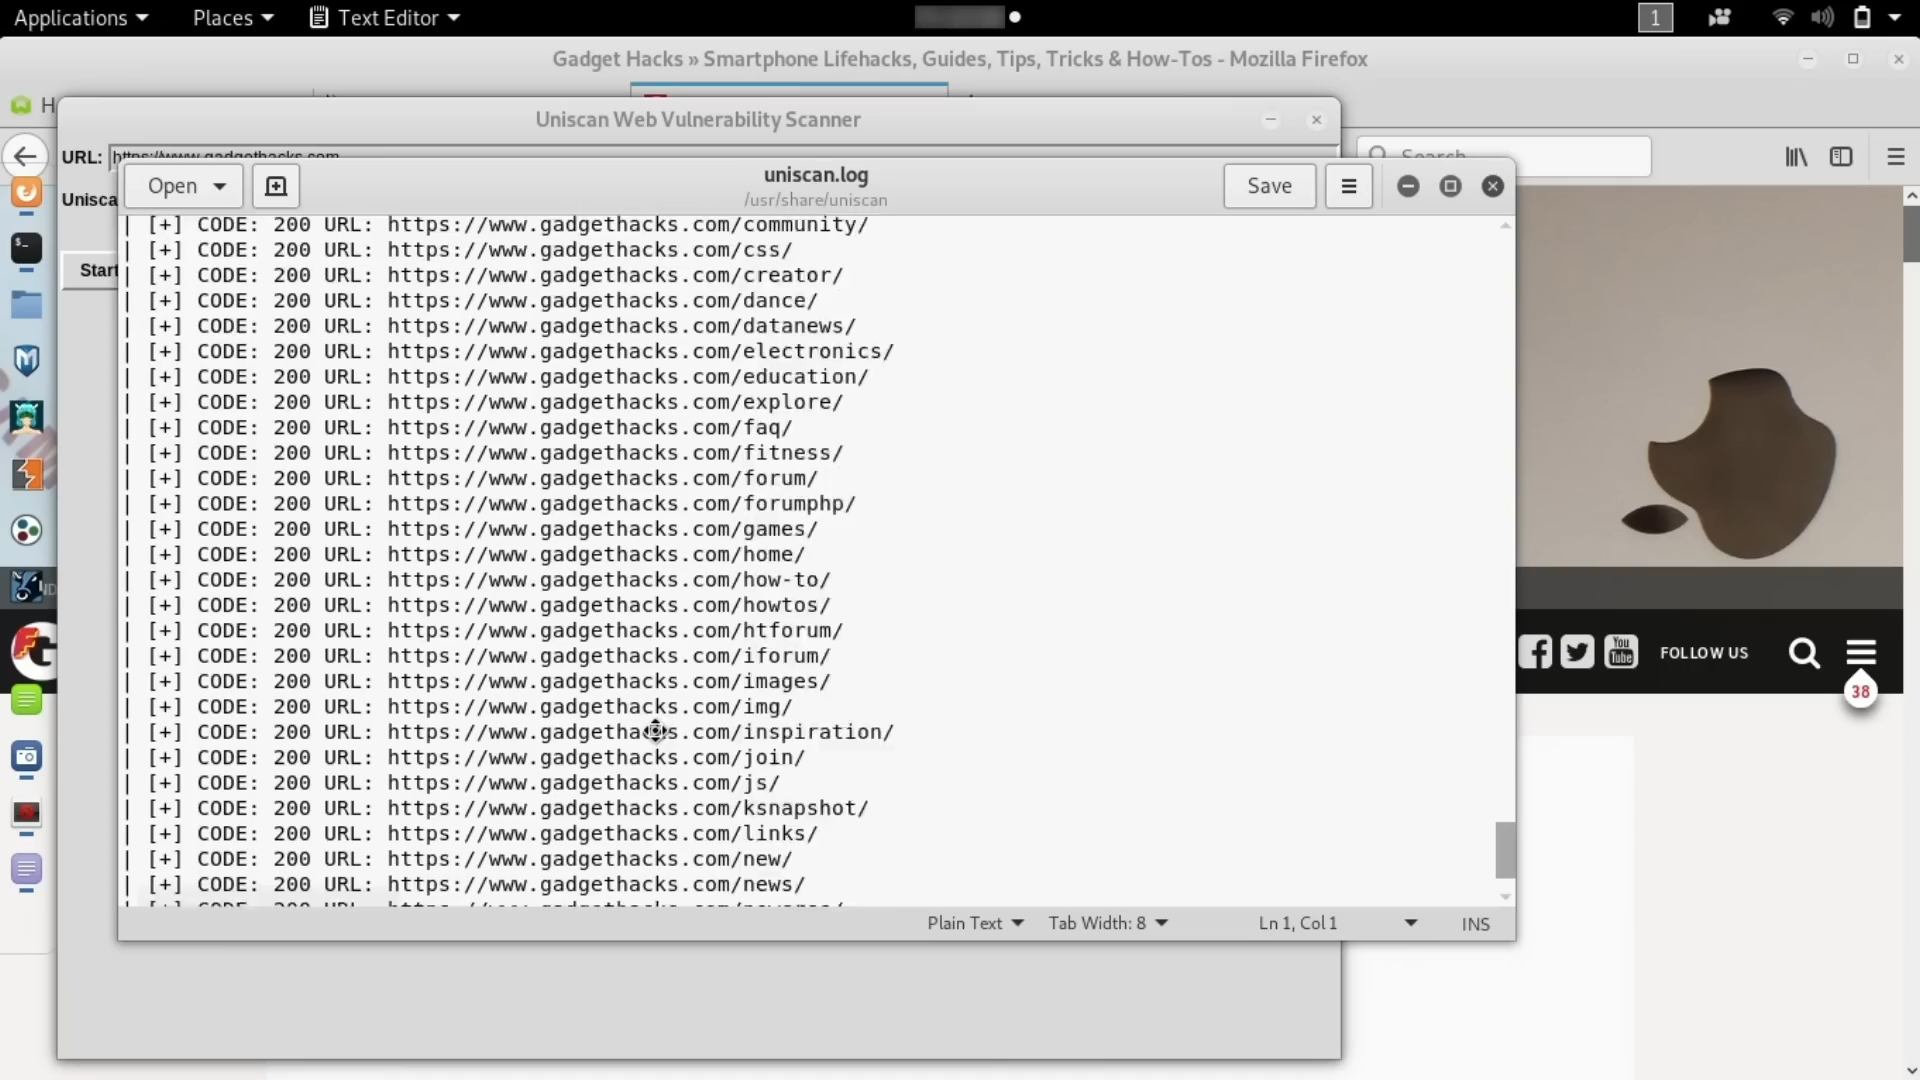 Applications Places Text Editor 1
Gadget Hacks » Smartphone Lifehacks, Guides, Tips, Tricks & How-Tos - Mozilla Firefox
H
Uniscan Web Vulnerability Scanner
URL: https://www.gadgethacks.com
Search
Open uniscan.log Save
/usr/share/uniscan
Unisca
Start
| [+] CODE: 200 URL: https://www.gadgethacks.com/community/
| [+] CODE: 200 URL: https://www.gadgethacks.com/css/
| [+] CODE: 200 URL: https://www.gadgethacks.com/creator/
| [+] CODE: 200 URL: https://www.gadgethacks.com/dance/
| [+] CODE: 200 URL: https://www.gadgethacks.com/datanews/
| [+] CODE: 200 URL: https://www.gadgethacks.com/electronics/
| [+] CODE: 200 URL: https://www.gadgethacks.com/education/
| [+] CODE: 200 URL: https://www.gadgethacks.com/explore/
| [+] CODE: 200 URL: https://www.gadgethacks.com/faq/
| [+] CODE: 200 URL: https://www.gadgethacks.com/fitness/
| [+] CODE: 200 URL: https://www.gadgethacks.com/forum/
| [+] CODE: 200 URL: https://www.gadgethacks.com/forumphp/
| [+] CODE: 200 URL: https://www.gadgethacks.com/games/
| [+] CODE: 200 URL: https://www.gadgethacks.com/home/
| [+] CODE: 200 URL: https://www.gadgethacks.com/how-to/
| [+] CODE: 200 URL: https://www.gadgethacks.com/howtos/
| [+] CODE: 200 URL: https://www.gadgethacks.com/htforum/
| [+] CODE: 200 URL: https://www.gadgethacks.com/iforum/
| [+] CODE: 200 URL: https://www.gadgethacks.com/images/
| [+] CODE: 200 URL: https://www.gadgethacks.com/img/
| [+] CODE: 200 URL: https://www.gadgethacks.com/inspiration/
| [+] CODE: 200 URL: https://www.gadgethacks.com/join/
| [+] CODE: 200 URL: https://www.gadgethacks.com/js/
| [+] CODE: 200 URL: https://www.gadgethacks.com/ksnapshot/
| [+] CODE: 200 URL: https://www.gadgethacks.com/links/
| [+] CODE: 200 URL: https://www.gadgethacks.com/new/
| [+] CODE: 200 URL: https://www.gadgethacks.com/news/
Plain Text Tab Width: 8 Ln 1, Col 1 INS
You Tube FOLLOW US
38